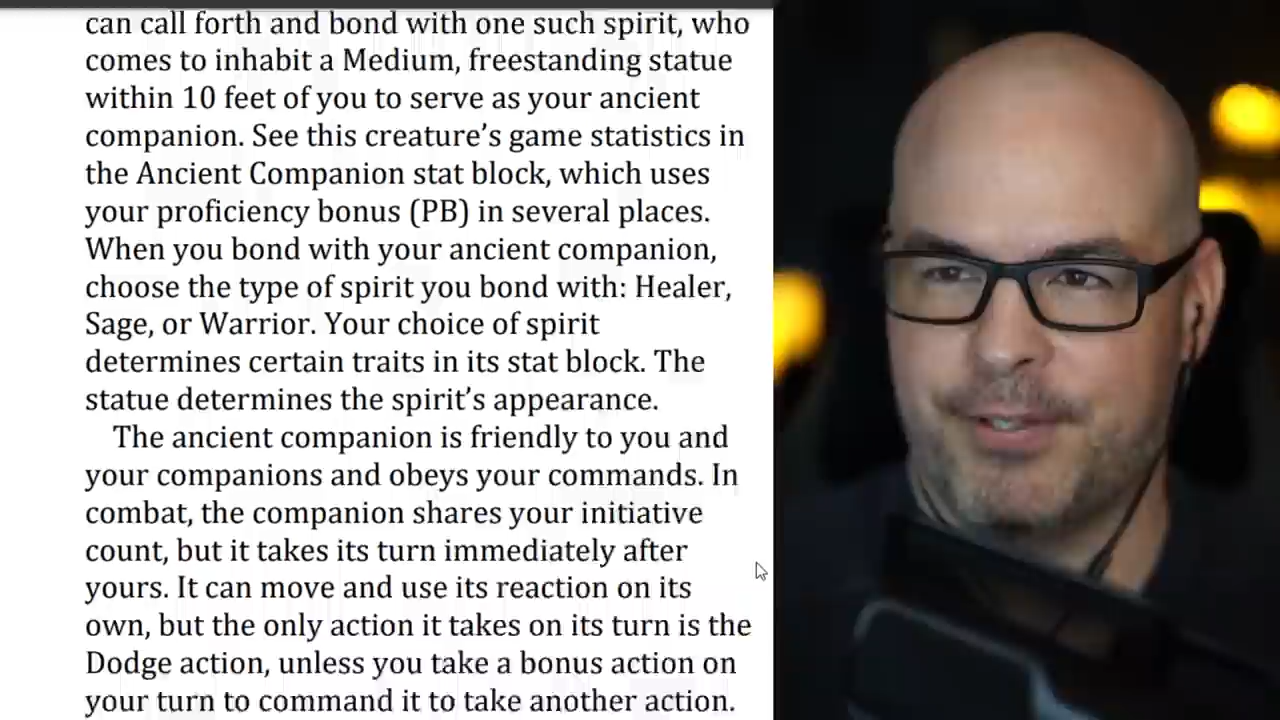 can call forth and bond with one such spirit, who
comes to inhabit a Medium, freestanding statue
within 10 feet of you to serve as your ancient
companion. See this creature’s game statistics in
the Ancient Companion stat block, which uses
your proficiency bonus (PB) in several places.
When you bond with your ancient companion,
choose the type of spirit you bond with: Healer,
Sage, or Warrior. Your choice of spirit
determines certain traits in its stat block. The
statue determines the spirit’s appearance.
The ancient companion is friendly to you and
your companions and obeys your commands. In
combat, the companion shares your initiative
count, but it takes its turn immediately after
yours. It can move and use its reaction on its
own, but the only action it takes on its turn is the
Dodge action, unless you take a bonus action on
your turn to command it to take another action.